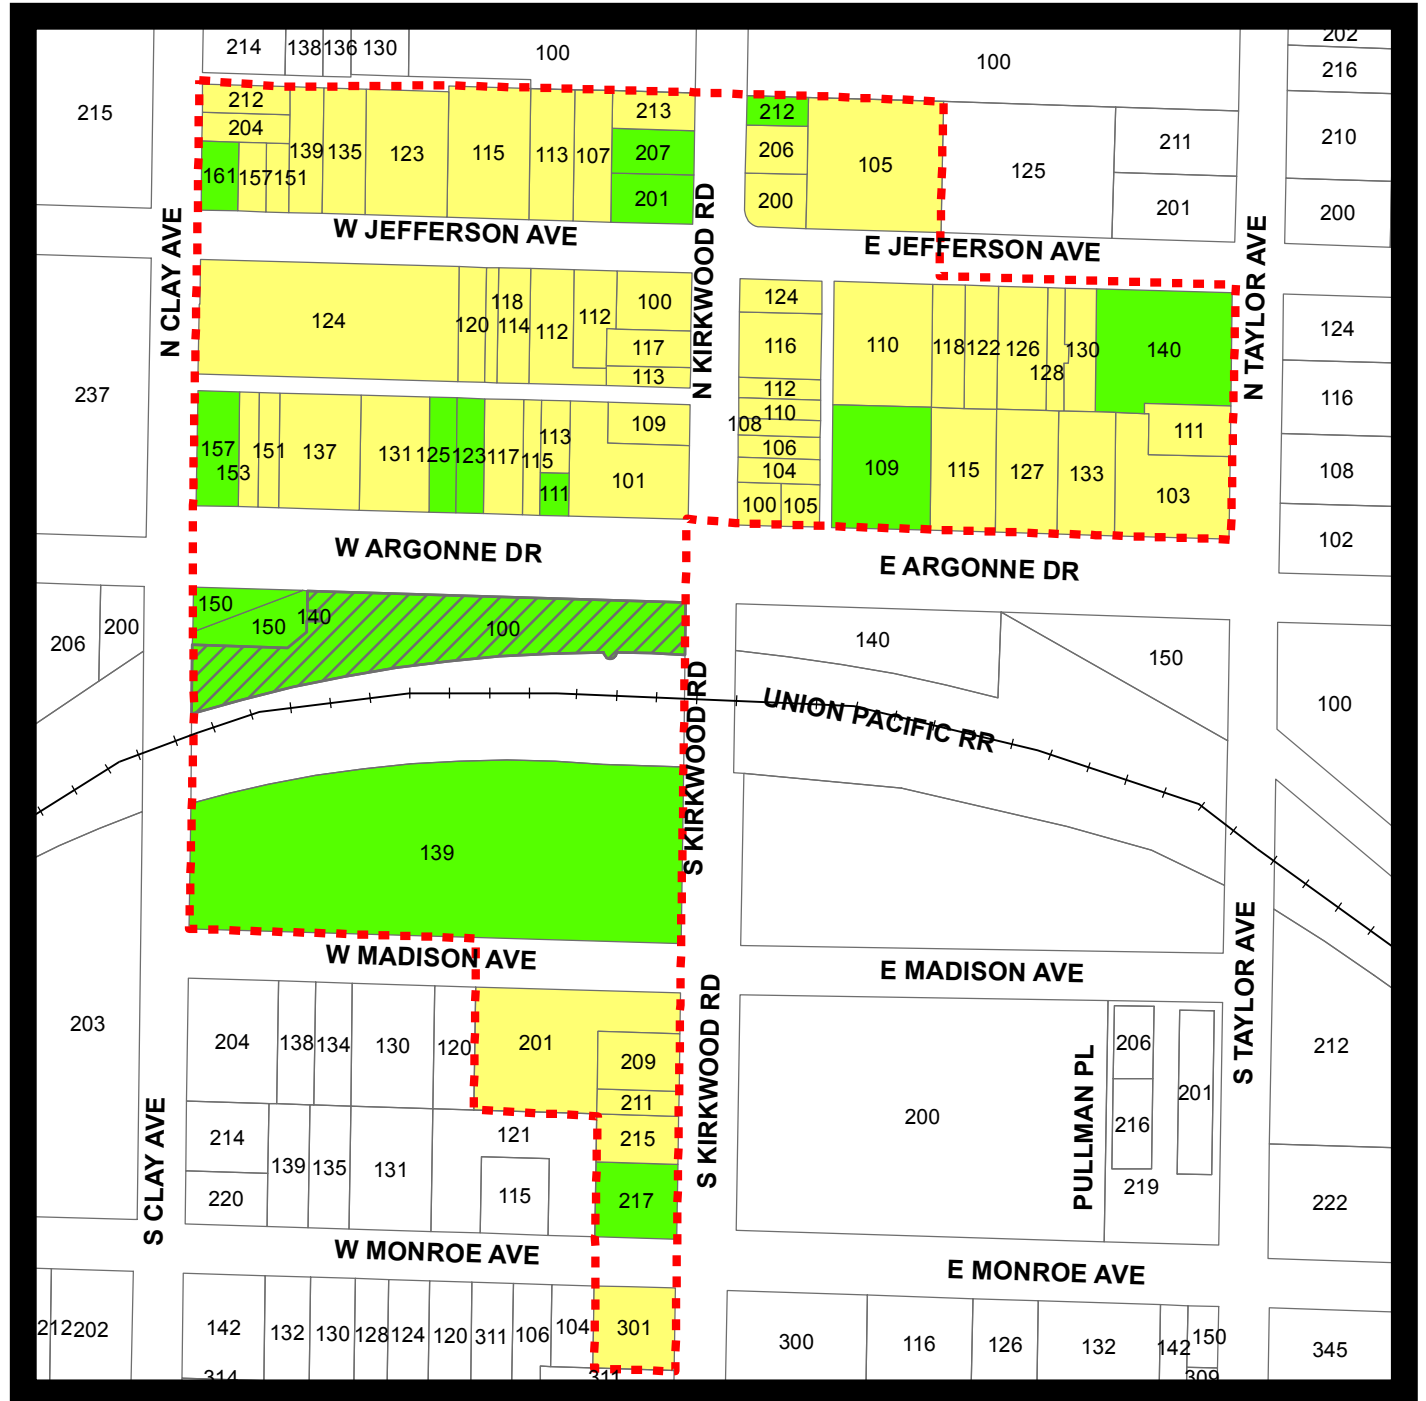 214 138 136 130 100 100 202
216
215 212 213 212 210
204 139 135 123 115 113 107 207 206 105 125 211
161 157 151 201 200 201 200
W JEFFERSON AVE
E JEFFERSON AVE
N CLAY AVE
N KIRKWOOD RD
N TAYLOR AVE
124 120 118 114 112 112 100 124
117 116 110 118 122 126 128 130 140 124
113 112 116
237 109 108 110
157 153 151 137 131 125 123 117 115 113 101 106 109 115 127 133 111 108
111 104 103
100 105
W ARGONNE DR
E ARGONNE DR
102
206 200 150 150 140 100 140 150
100
S KIRKWOOD RD
UNION PACIFIC RR
139
W MADISON AVE
E MADISON AVE
S TAYLOR AVE
203 204 138 134 130 120 201 209 206 201 212
211
S KIRKWOOD RD
PULLMAN PL
S CLAY AVE
214 139 135 131 121 215 200 216
220 115 217 219 222
W MONROE AVE
E MONROE AVE
212 202 142 132 130 128 124 120 311 106 104 301 300 116 126 132 142 150 345
314 311 309